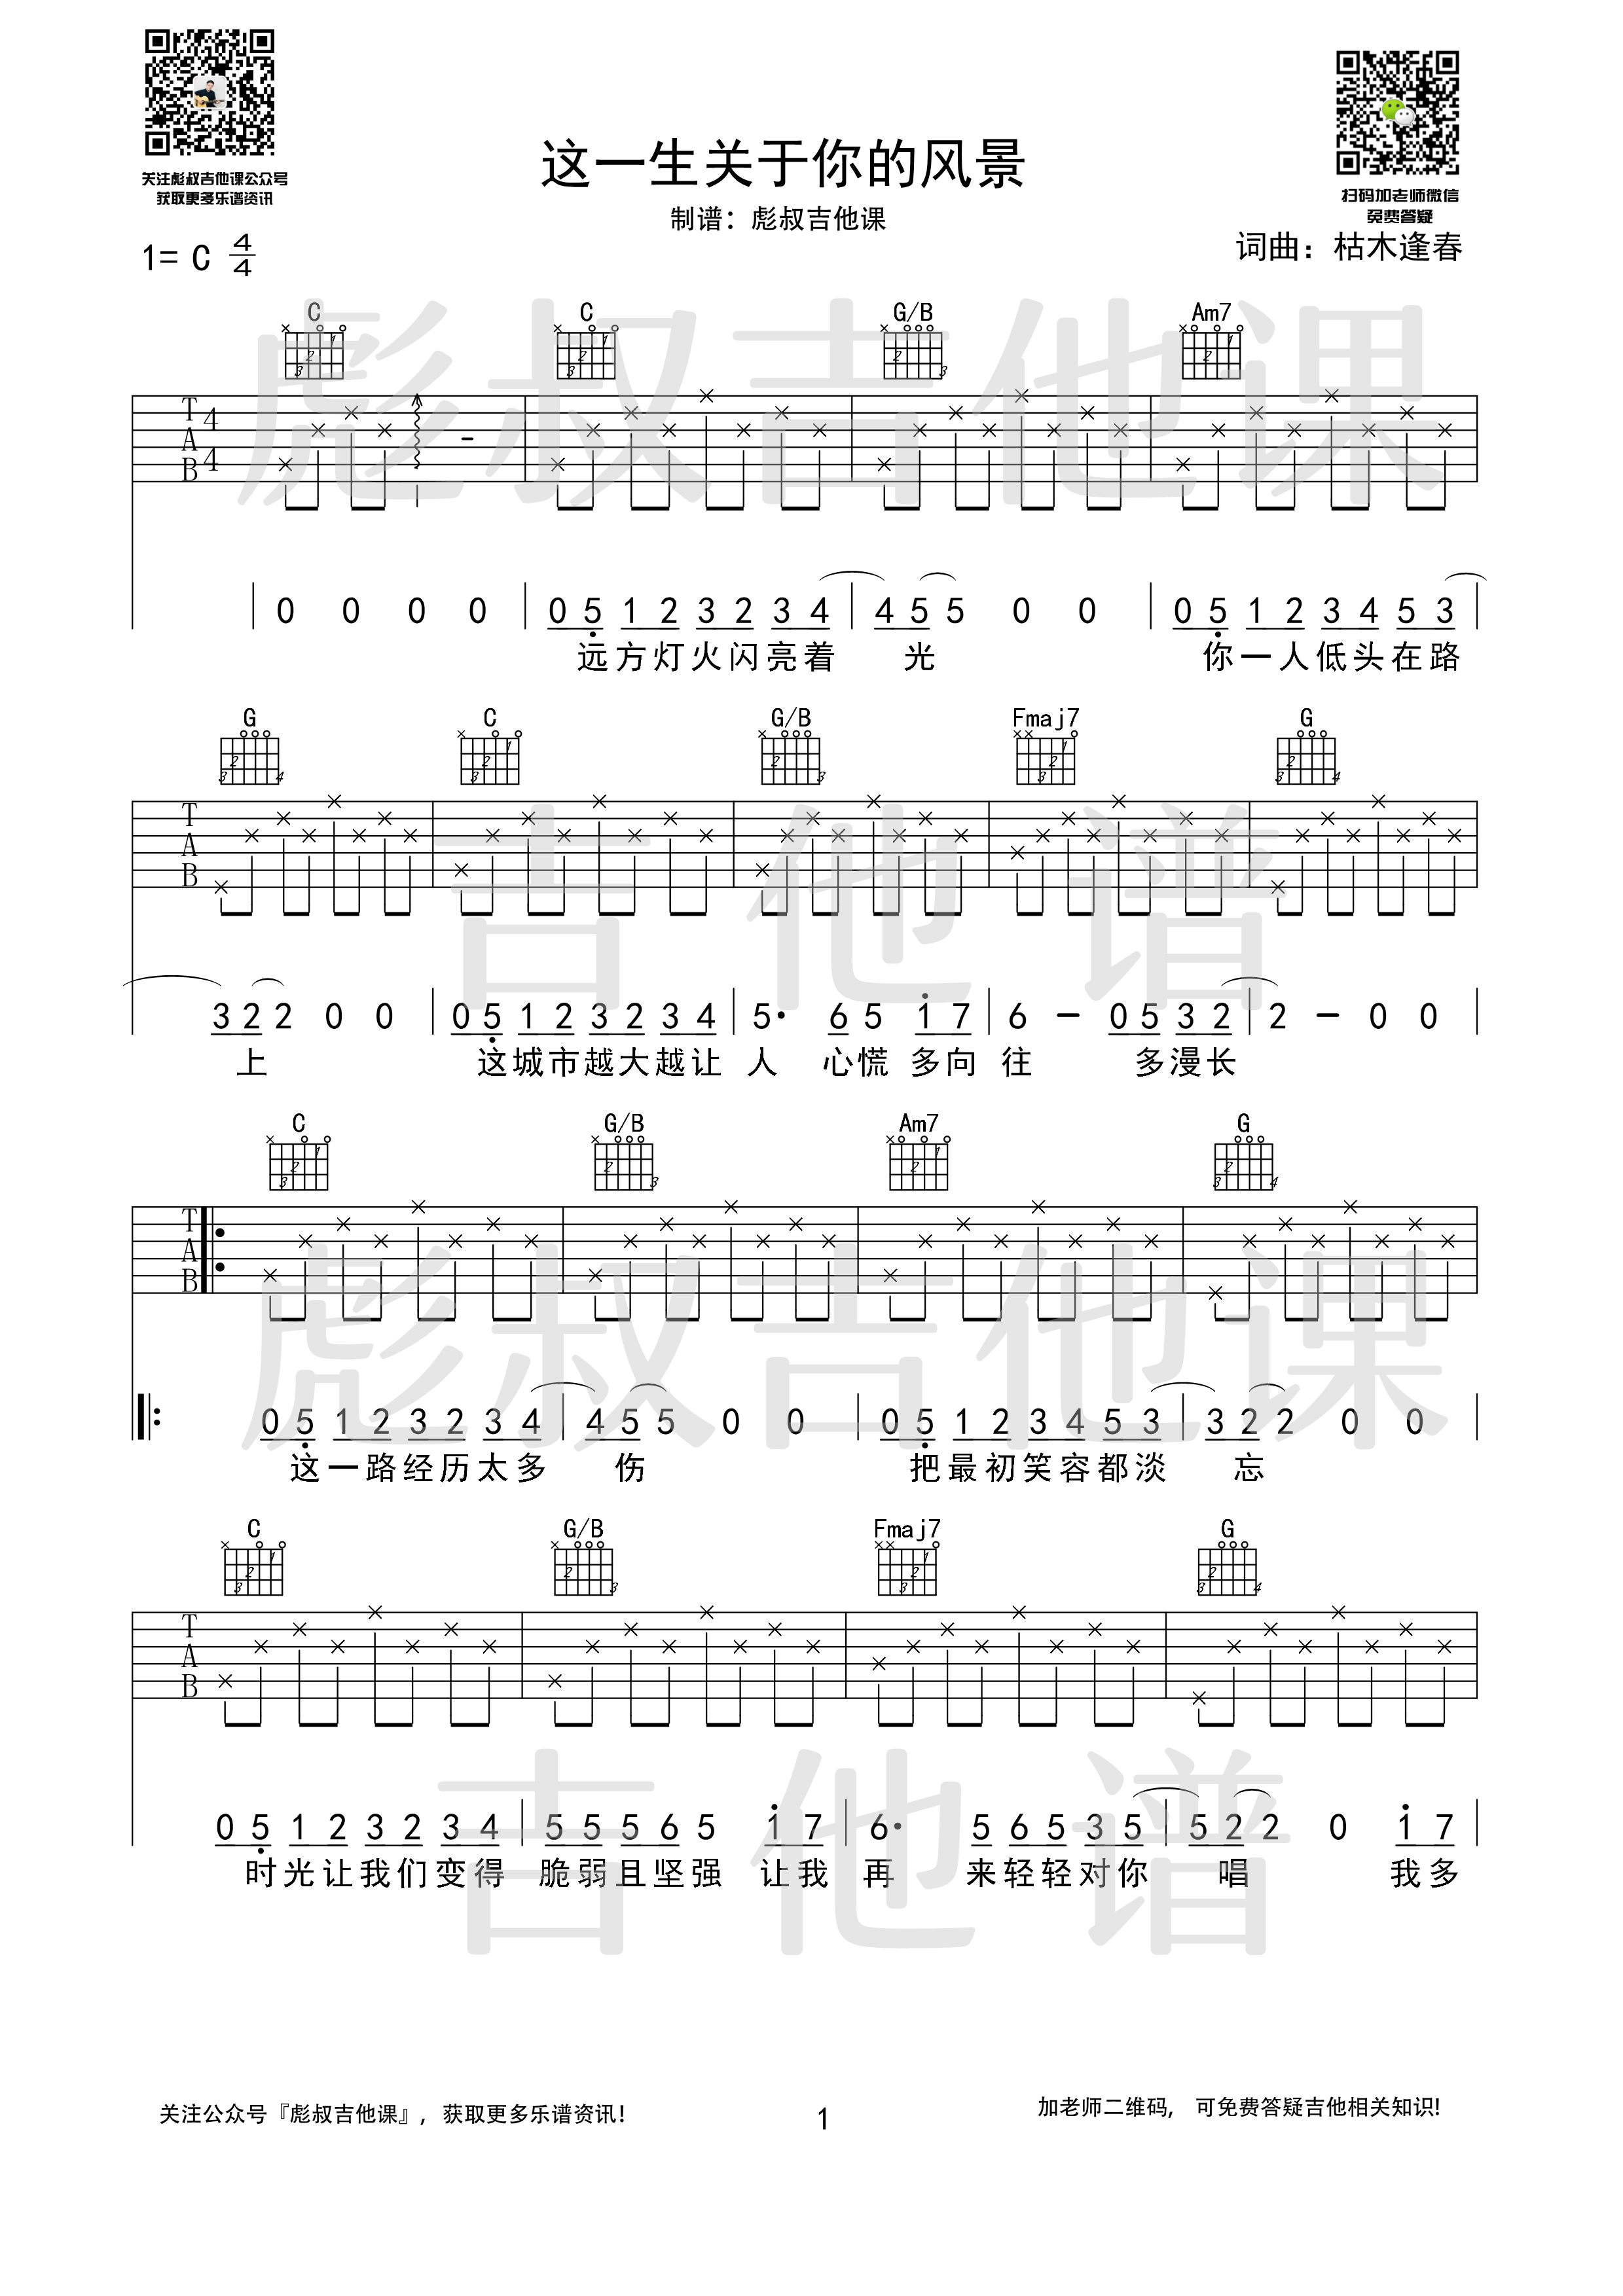 关注彪叔吉他课公众号
获取更多乐谱资讯
扫码加老师微信
免费答疑
这一生关于你的风景
制谱：彪叔吉他课
1= C 4/4
词曲：枯木逢春
彪叔吉他课
C C G/B Am7
T A B 4/4
0 0 0 0 0 5 1 2 3 2 3 4 4 5 5 0 0 0 5 1 2 3 4 5 3
远方灯火闪亮着 光 你一人低头在路
G C G/B Fmaj7 G
T A B
吉他谱
3 2 2 0 0 0 5 1 2 3 2 3 4 5· 6 5 1 7 6 – 0 5 3 2 2 – 0 0
上 这城市越大越让 人 心慌 多向 往 多漫长
C G/B Am7 G
T A B
彪叔吉他课
0 5 1 2 3 2 3 4 4 5 5 0 0 0 5 1 2 3 4 5 3 3 2 2 0 0
这一路经历太多 伤 把最初笑容都淡 忘
C G/B Fmaj7 G
T A B
吉他谱
0 5 1 2 3 2 3 4 5 5 5 6 5 1 7 6· 5 6 5 3 5 5 2 2 0 1 7
时光让我们变得 脆弱且坚强 让我 再 来轻轻对你 唱 我多
关注公众号『彪叔吉他课』，获取更多乐谱资讯！
1
加老师二维码， 可免费答疑吉他相关知识!